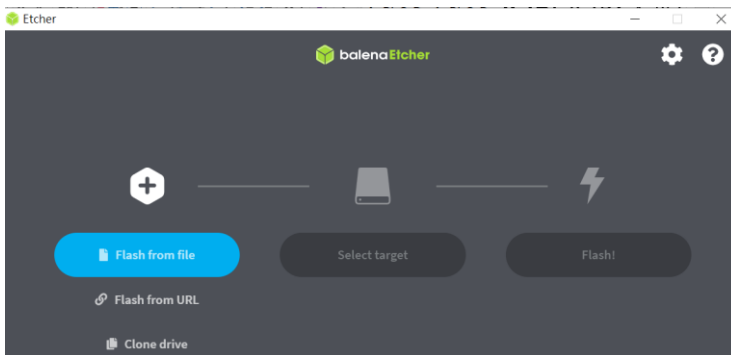 Etcher
balenaEtcher
Flash from file
Select target
Flash!
Flash from URL
Clone drive